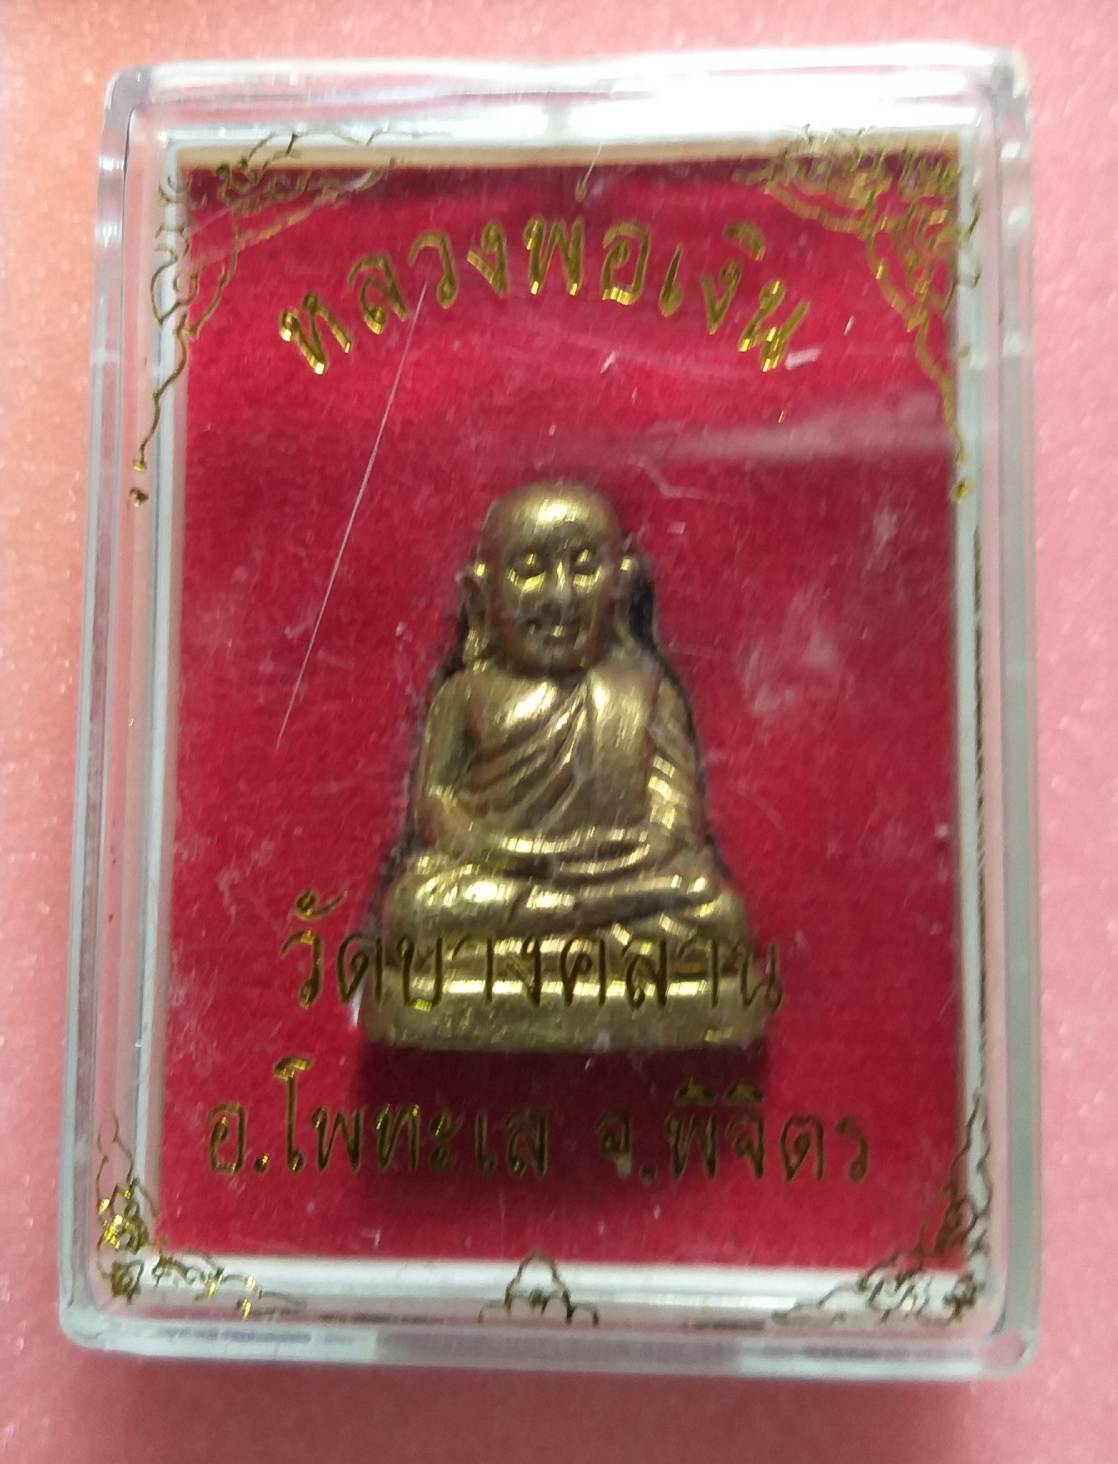 หลวงพ่อเงิน
วัดบางคลาน
อ.โพทะเล จ.พิจิตร